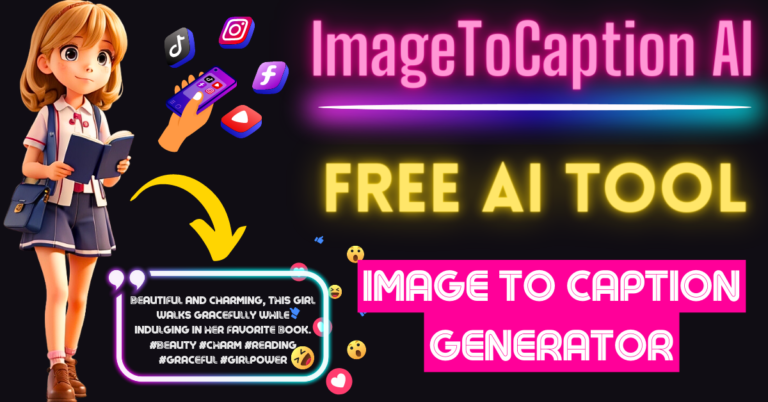 ImageToCaption AI
FREE AI TOOL
IMAGE TO CAPTION
GENERATOR
BEAUTIFUL AND CHARMING, THIS GIRL
WALKS GRACEFULLY WHILE
INDULGING IN HER FAVORITE BOOK.
#BEAUTY #CHARM #READING
#GRACEFUL #GIRLPOWER